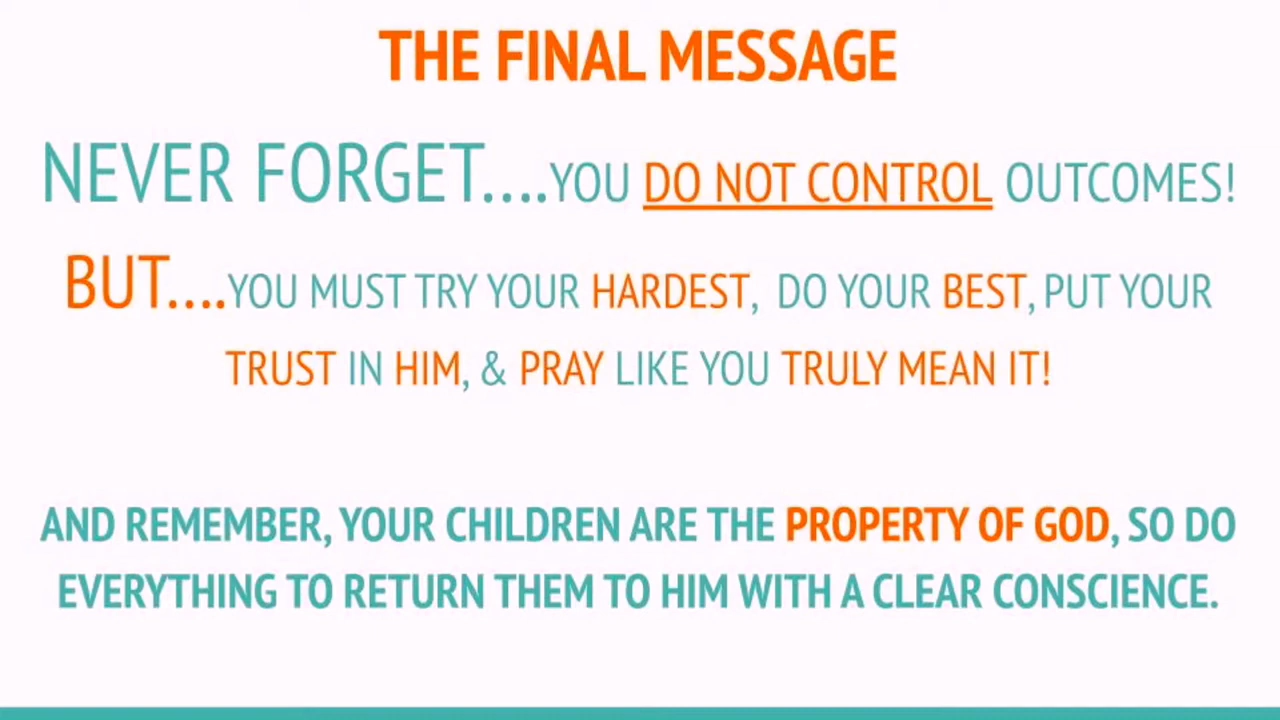 THE FINAL MESSAGE
NEVER FORGET....YOU DO NOT CONTROL OUTCOMES!
BUT....YOU MUST TRY YOUR HARDEST, DO YOUR BEST, PUT YOUR
TRUST IN HIM, & PRAY LIKE YOU TRULY MEAN IT!
AND REMEMBER, YOUR CHILDREN ARE THE PROPERTY OF GOD, SO DO
EVERYTHING TO RETURN THEM TO HIM WITH A CLEAR CONSCIENCE.